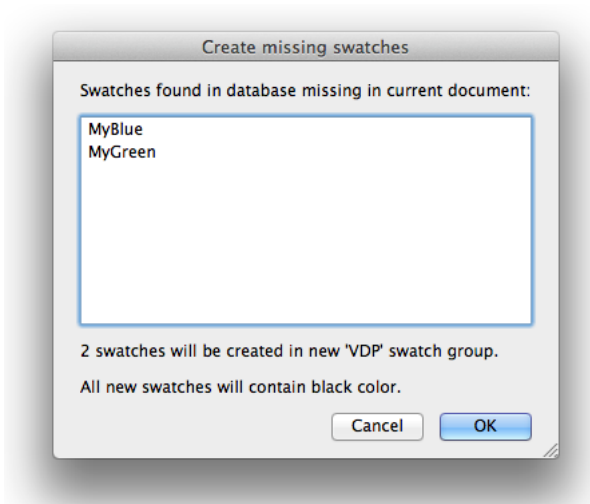 Create missing swatches
Swatches found in database missing in current document:
MyBlue
MyGreen
2 swatches will be created in new 'VDP' swatch group.
All new swatches will contain black color.
Cancel
OK